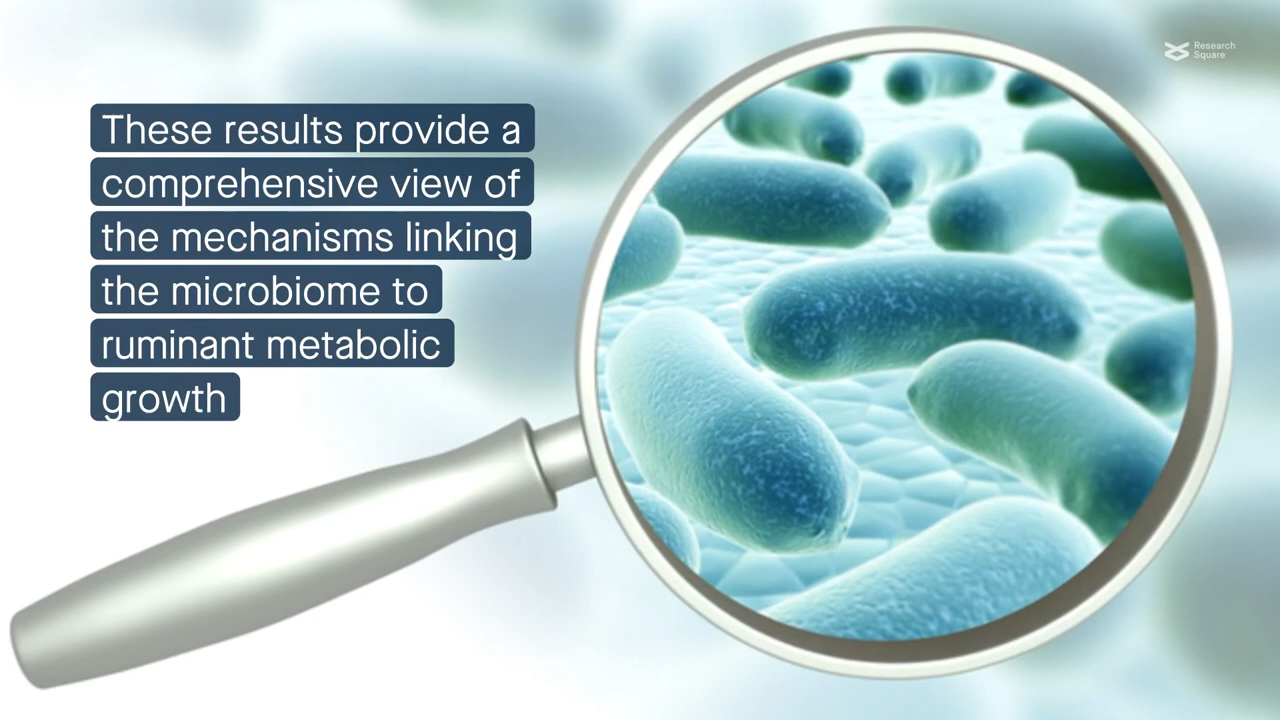 These results provide a
comprehensive view of
the mechanisms linking
the microbiome to
ruminant metabolic
growth
Research
Square